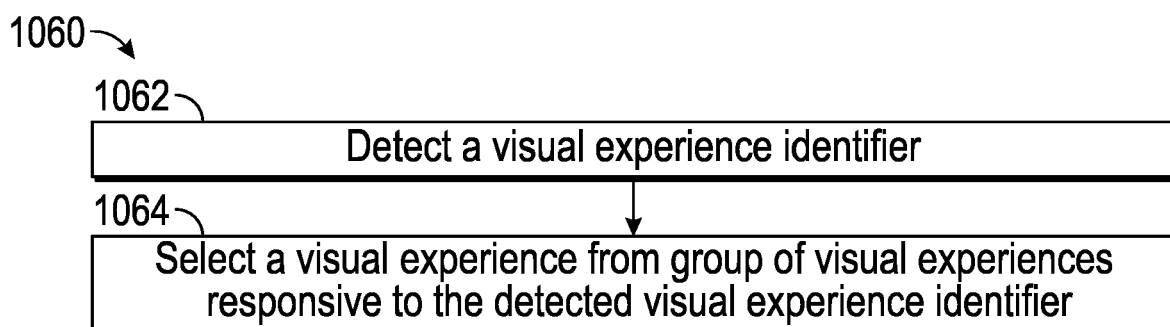 1060
1062
Detect a visual experience identifier
1064
Select a visual experience from group of visual experiences
responsive to the detected visual experience identifier